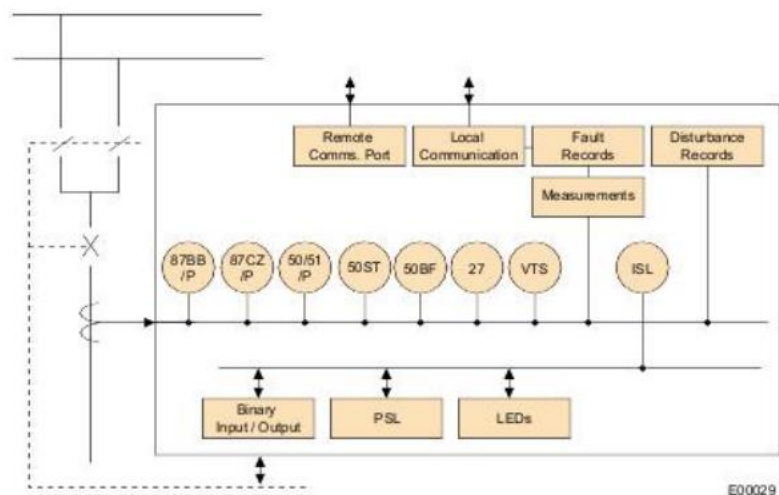 Remote
Comms. Port
Local
Communication
Fault
Records
Disturbance
Records
Measurements
87BB
/P
87CZ
/P
50/51
/P
50ST
50BF
27
VTS
ISL
Binary
Input / Output
PSL
LEDs
E00029